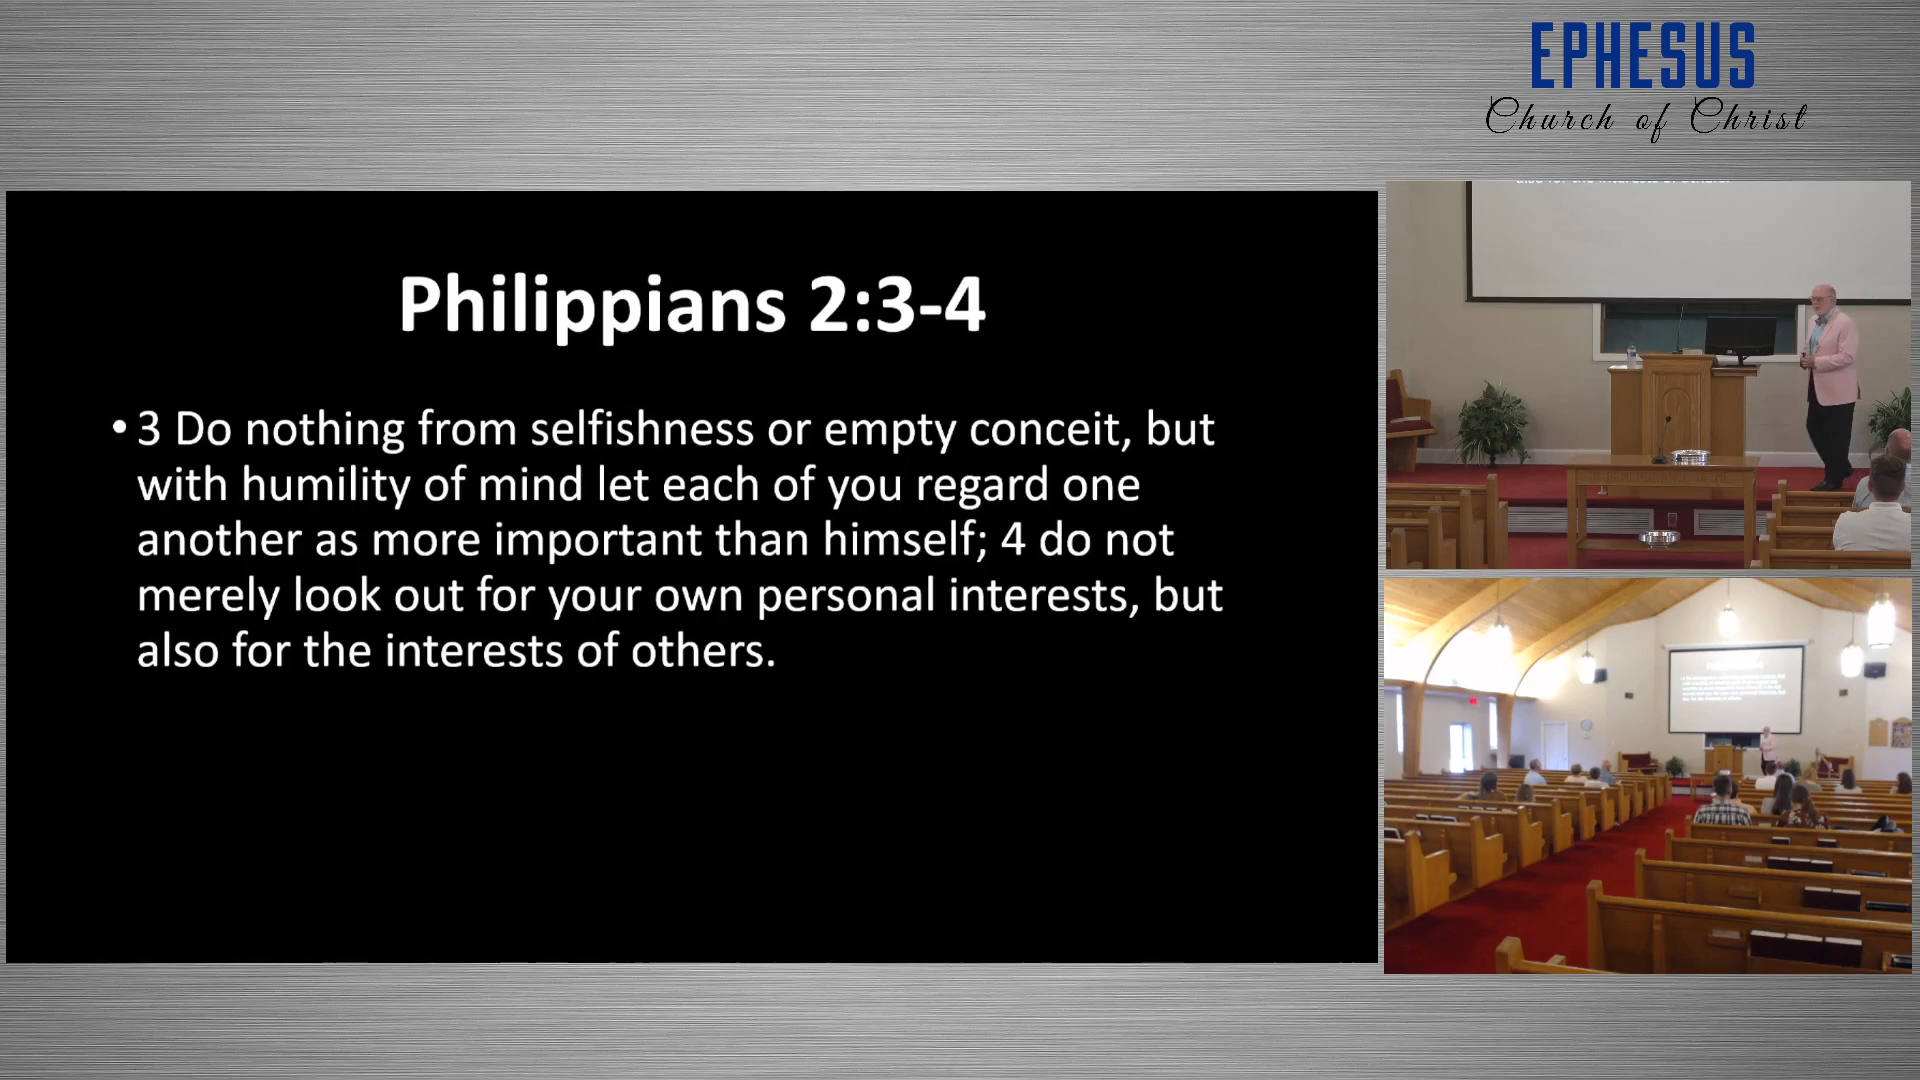 EPHESUS
Church of Christ
Philippians 2:3-4
• 3 Do nothing from selfishness or empty conceit, but
with humility of mind let each of you regard one
another as more important than himself; 4 do not
merely look out for your own personal interests, but
also for the interests of others.